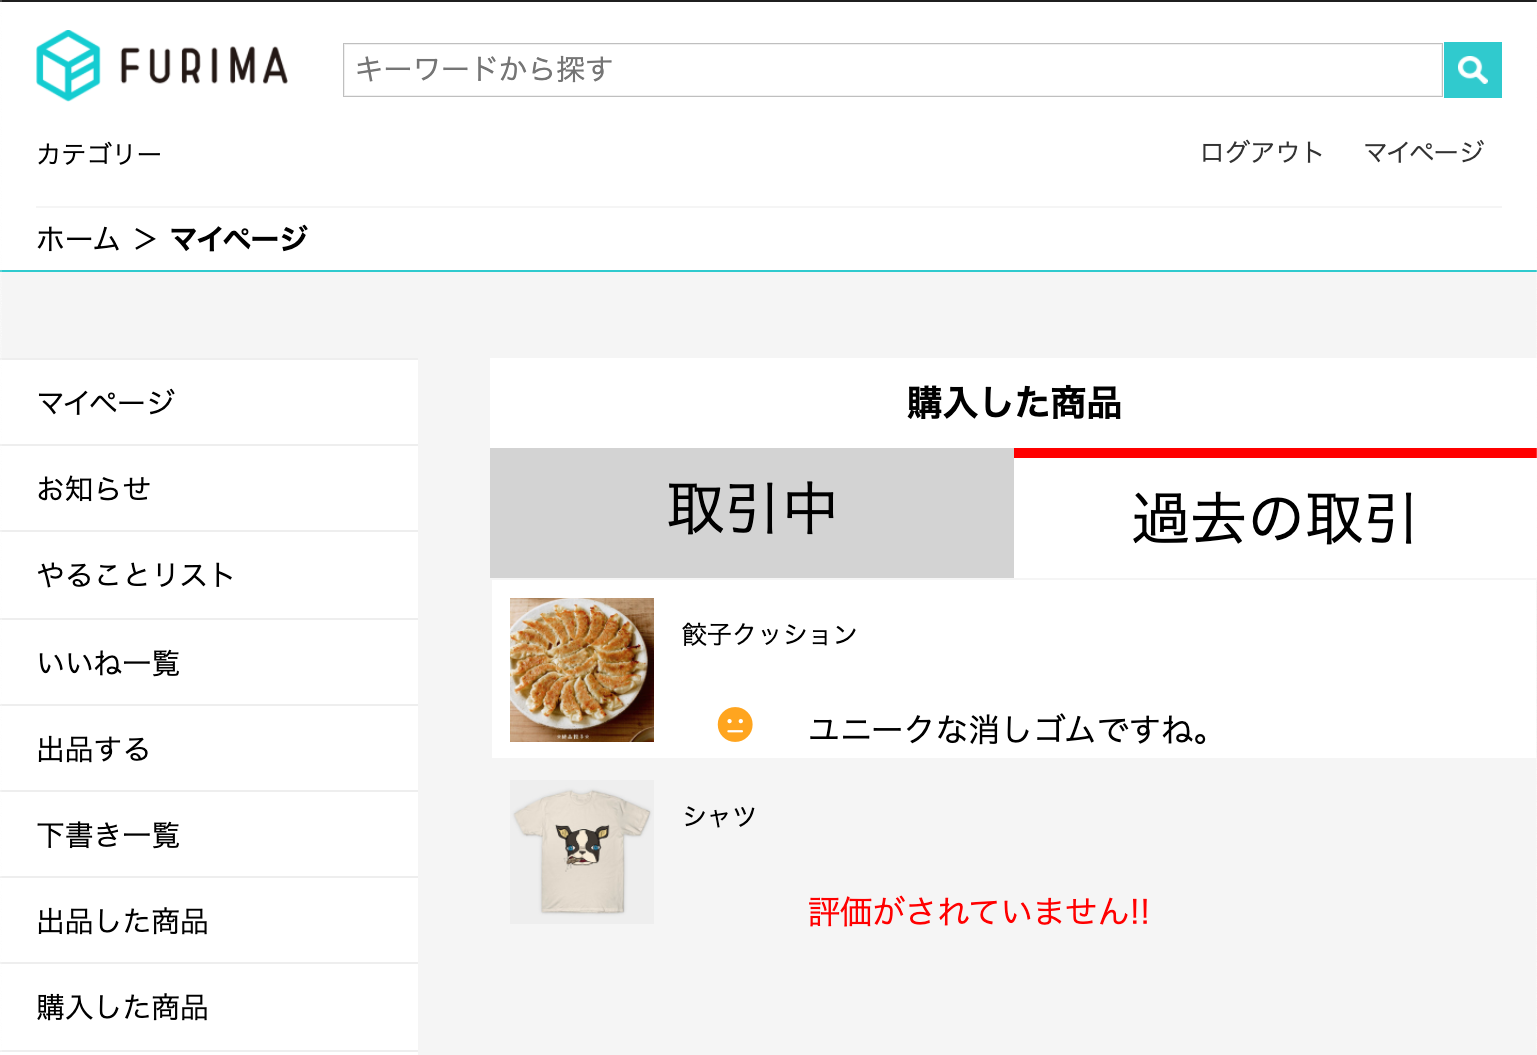 FURIMA
キーワードから探す
カテゴリー
ログアウト マイページ
ホーム ＞ マイページ
マイページ
お知らせ
やることリスト
いいね一覧
出品する
下書き一覧
出品した商品
購入した商品
購入した商品
取引中 過去の取引
餃子クッション
ユニークな消しゴムですね。
シャツ
評価がされていません!!